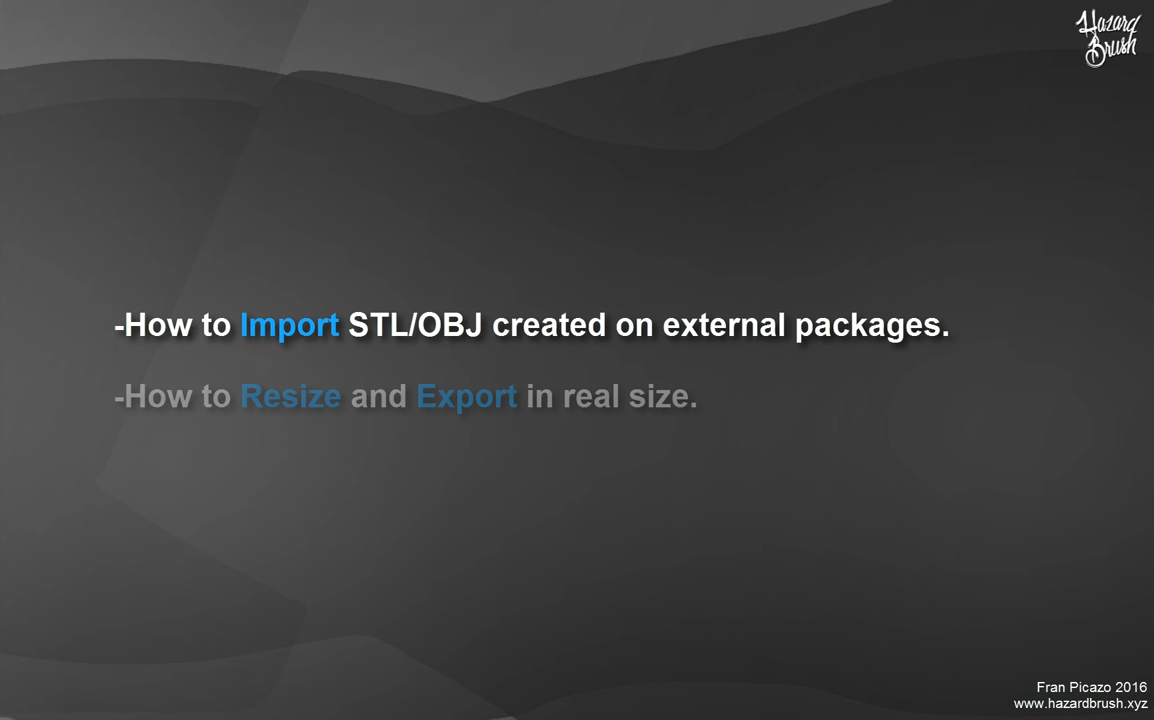 Hazard
Brush
-How to Import STL/OBJ created on external packages.
-How to Resize and Export in real size.
Fran Picazo 2016
www.hazardbrush.xyz